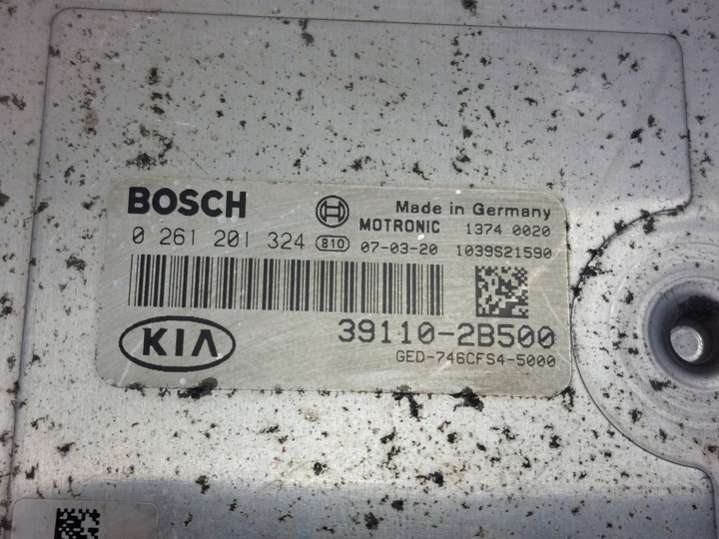 BOSCH
Made in Germany
MOTRONIC 1374 0020
0 261 201 324 810 07-03-20 1039S21590
39110-2B500
KIA
GED-746CFS4-5000